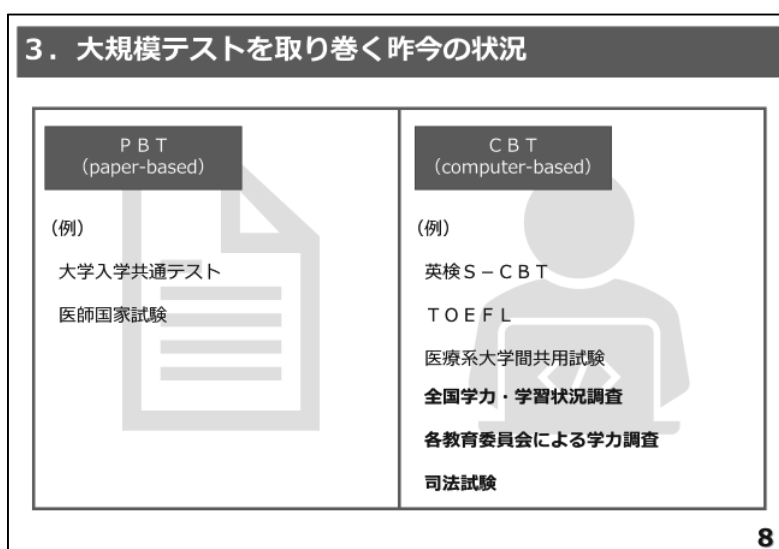 ３．大規模テストを取り巻く昨今の状況
ＰＢＴ
（paper-based）
（例）
大学入学共通テスト
医師国家試験
ＣＢＴ
（computer-based）
（例）
英検Ｓ－ＣＢＴ
ＴＯＥＦＬ
医療系大学間共用試験
全国学力・学習状況調査
各教育委員会による学力調査
司法試験
8